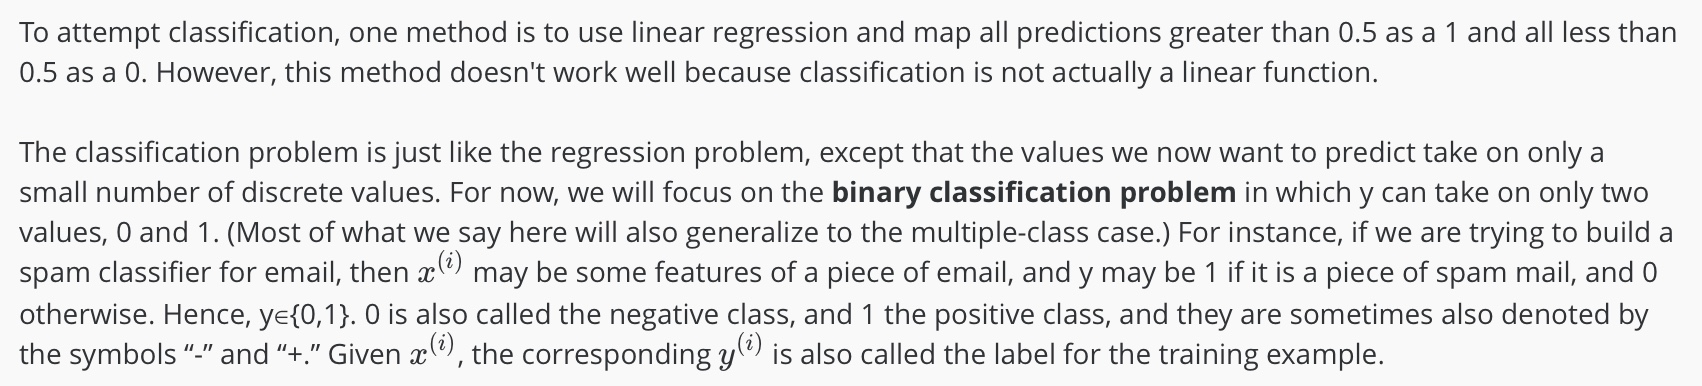 To attempt classification, one method is to use linear regression and map all predictions greater than 0.5 as a 1 and all less than
0.5 as a 0. However, this method doesn't work well because classification is not actually a linear function.
The classification problem is just like the regression problem, except that the values we now want to predict take on only a
small number of discrete values. For now, we will focus on the binary classification problem in which y can take on only two
values, 0 and 1. (Most of what we say here will also generalize to the multiple-class case.) For instance, if we are trying to build a
spam classifier for email, then x^(i) may be some features of a piece of email, and y may be 1 if it is a piece of spam mail, and 0
otherwise. Hence, y∈{0,1}. 0 is also called the negative class, and 1 the positive class, and they are sometimes also denoted by
the symbols “-” and “+.” Given x^(i), the corresponding y^(i) is also called the label for the training example.